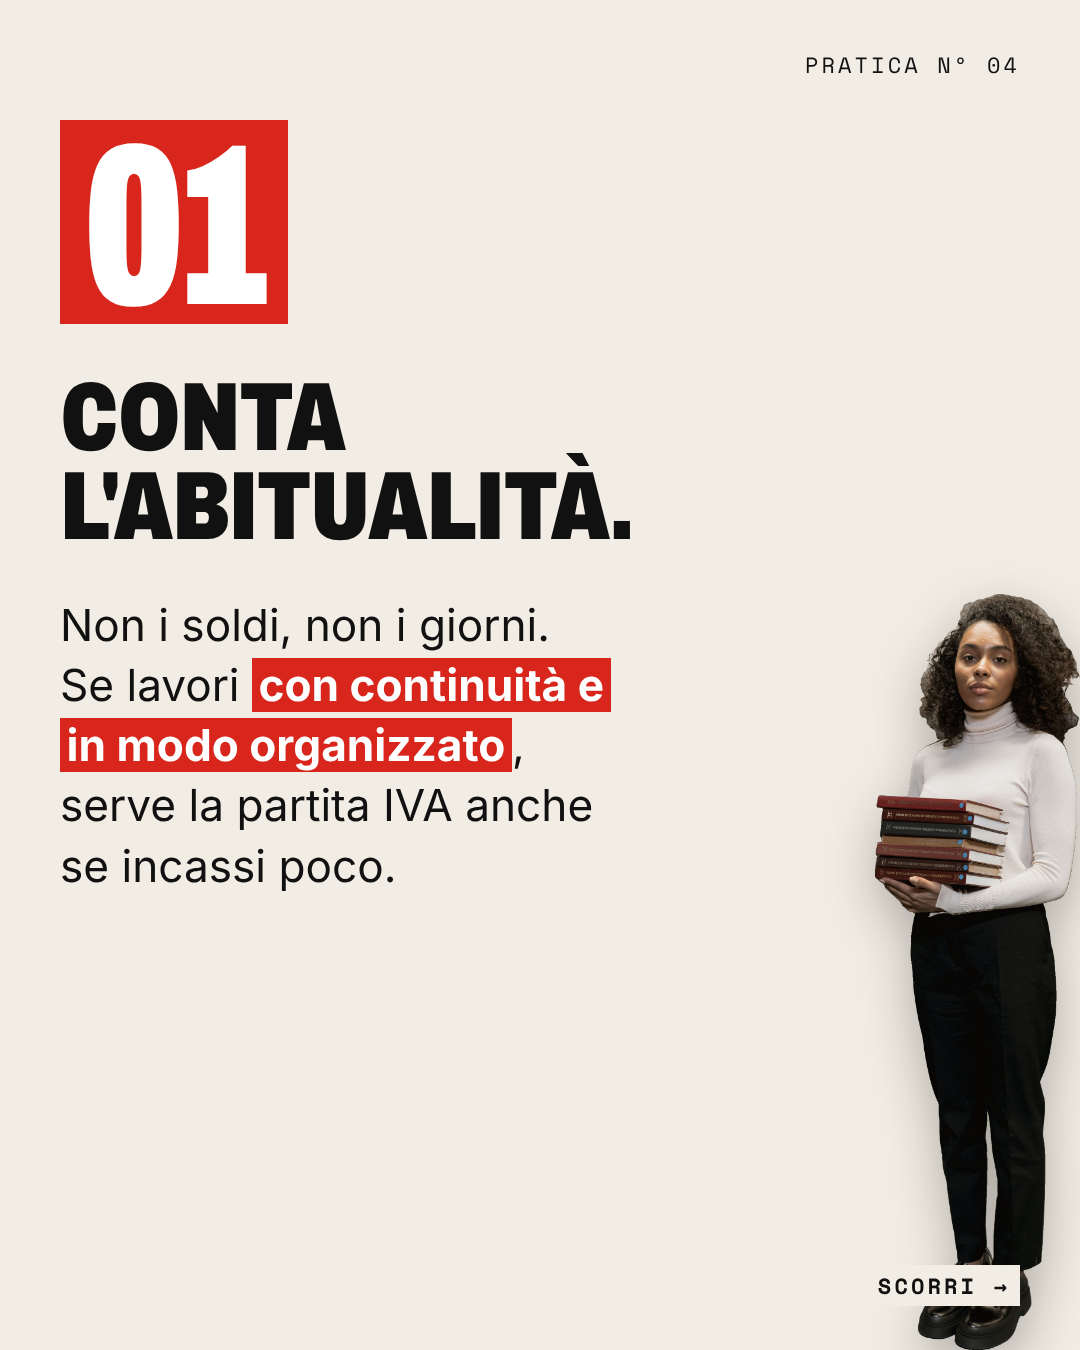 PRATICA N° 04
01
CONTA
L'ABITUALITÀ.
Non i soldi, non i giorni.
Se lavori con continuità e
in modo organizzato,
serve la partita IVA anche
se incassi poco.
SCORRI →